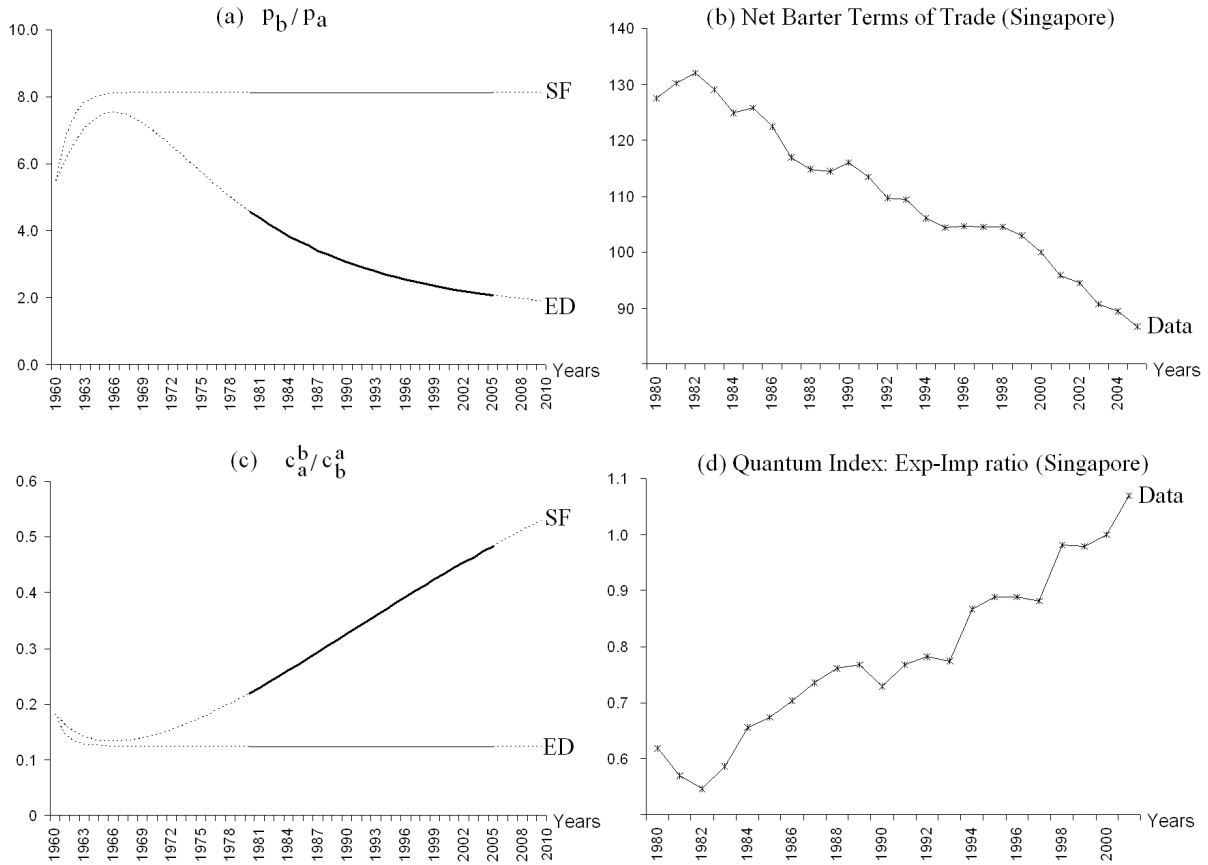 (a) p_b/p_a
10.0
8.0
6.0
4.0
2.0
0.0
SF
ED
Years
1960 1963 1966 1969 1972 1975 1978 1981 1984 1987 1990 1993 1996 1999 2002 2005 2008 2010
(b) Net Barter Terms of Trade (Singapore)
140
130
120
110
100
90
Data
Years
1980 1982 1984 1986 1988 1990 1992 1994 1996 1998 2000 2002 2004
(c) c_a^b/c_b^a
0.6
0.5
0.4
0.3
0.2
0.1
0
SF
ED
Years
1960 1963 1966 1969 1972 1975 1978 1981 1984 1987 1990 1993 1996 1999 2002 2005 2008 2010
(d) Quantum Index: Exp-Imp ratio (Singapore)
1.1
1.0
0.9
0.8
0.7
0.6
Data
Years
1980 1982 1984 1986 1988 1990 1992 1994 1996 1998 2000